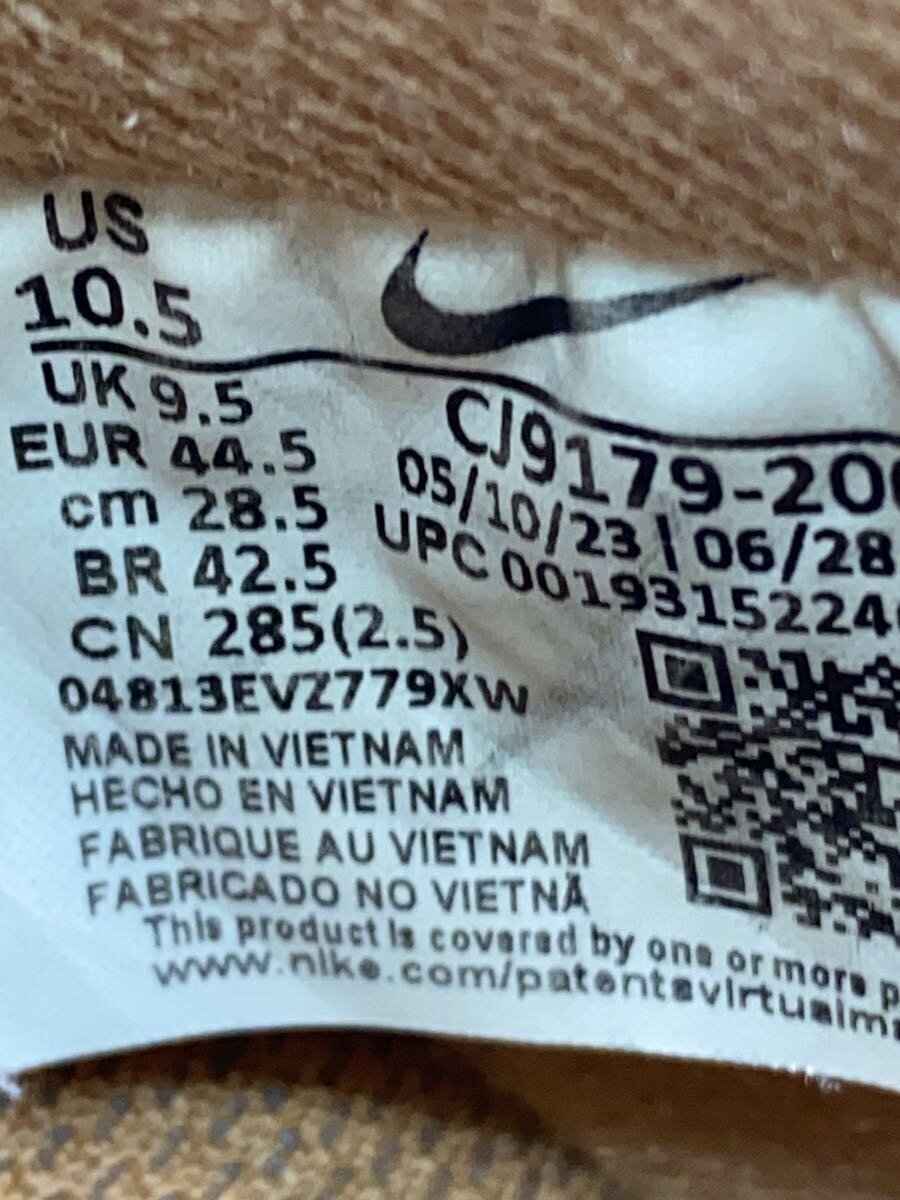 US
10.5
UK 9.5
EUR 44.5
cm 28.5
BR 42.5
CN 285(2.5)
04813EVZ779XW
MADE IN VIETNAM
HECHO EN VIETNAM
FABRIQUE AU VIETNAM
FABRICADO NO VIETNÃ
CJ9179-20
05/10/23 | 06/28
UPC 0019315224
This product is covered by one or more p
www.nike.com/patentsvirtualma